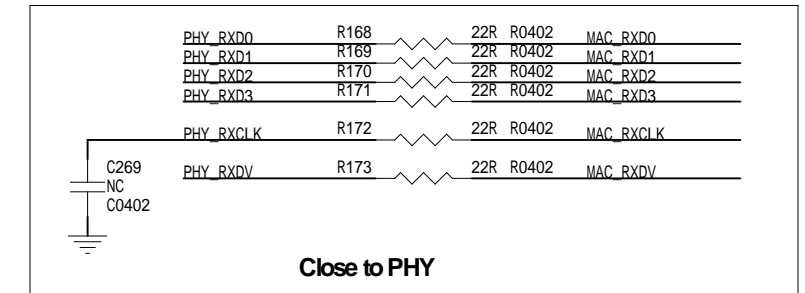 PHY_RXD0 R168 22R R0402 MAC_RXD0
PHY_RXD1 R169 22R R0402 MAC_RXD1
PHY_RXD2 R170 22R R0402 MAC_RXD2
PHY_RXD3 R171 22R R0402 MAC_RXD3
PHY_RXCLK R172 22R R0402 MAC_RXCLK
PHY_RXDV R173 22R R0402 MAC_RXDV
C269
NC
C0402
Close to PHY